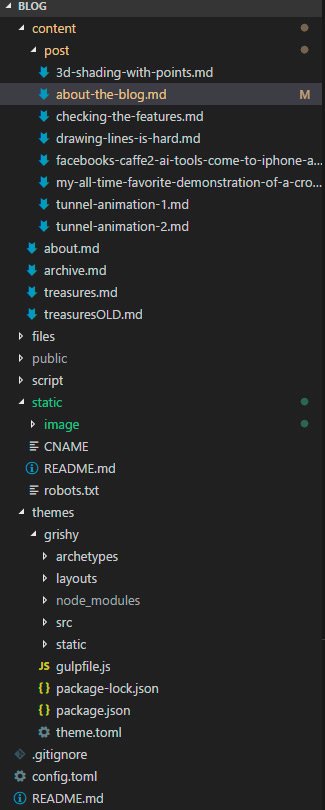 BLOG
content
post
3d-shading-with-points.md
about-the-blog.md M
checking-the-features.md
drawing-lines-is-hard.md
facebooks-caffe2-ai-tools-come-to-iphone-a...
my-all-time-favorite-demonstration-of-a-cro...
tunnel-animation-1.md
tunnel-animation-2.md
about.md
archive.md
treasures.md
treasuresOLD.md
files
public
script
static
image
CNAME
README.md
robots.txt
themes
grishy
archetypes
layouts
node_modules
src
static
JS gulpfile.js
{ } package-lock.json
{ } package.json
theme.toml
.gitignore
config.toml
README.md